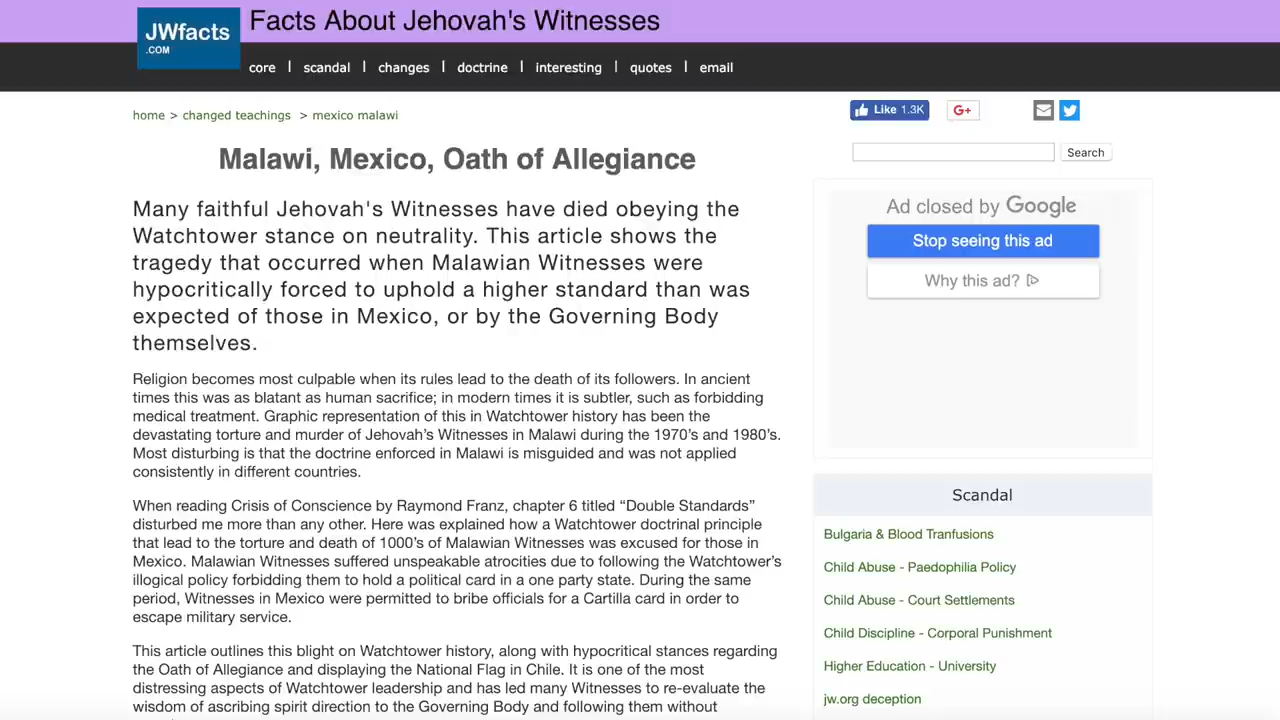 Facts About Jehovah's Witnesses
JWfacts
.COM
core | scandal | changes | doctrine | interesting | quotes | email
home > changed teachings > mexico malawi
Like 1.3K
G+
Search
Malawi, Mexico, Oath of Allegiance
Many faithful Jehovah's Witnesses have died obeying the
Watchtower stance on neutrality. This article shows the
tragedy that occurred when Malawian Witnesses were
hypocritically forced to uphold a higher standard than was
expected of those in Mexico, or by the Governing Body
themselves.
Religion becomes most culpable when its rules lead to the death of its followers. In ancient
times this was as blatant as human sacrifice; in modern times it is subtler, such as forbidding
medical treatment. Graphic representation of this in Watchtower history has been the
devastating torture and murder of Jehovah's Witnesses in Malawi during the 1970's and 1980's.
Most disturbing is that the doctrine enforced in Malawi is misguided and was not applied
consistently in different countries.
When reading Crisis of Conscience by Raymond Franz, chapter 6 titled “Double Standards”
disturbed me more than any other. Here was explained how a Watchtower doctrinal principle
that lead to the torture and death of 1000's of Malawian Witnesses was excused for those in
Mexico. Malawian Witnesses suffered unspeakable atrocities due to following the Watchtower's
illogical policy forbidding them to hold a political card in a one party state. During the same
period, Witnesses in Mexico were permitted to bribe officials for a Cartilla card in order to
escape military service.
This article outlines this blight on Watchtower history, along with hypocritical stances regarding
the Oath of Allegiance and displaying the National Flag in Chile. It is one of the most
distressing aspects of Watchtower leadership and has led many Witnesses to re-evaluate the
wisdom of ascribing spirit direction to the Governing Body and following them without
Ad closed by Google
Stop seeing this ad
Why this ad?
Scandal
Bulgaria & Blood Tranfusions
Child Abuse - Paedophilia Policy
Child Abuse - Court Settlements
Child Discipline - Corporal Punishment
Higher Education - University
jw.org deception